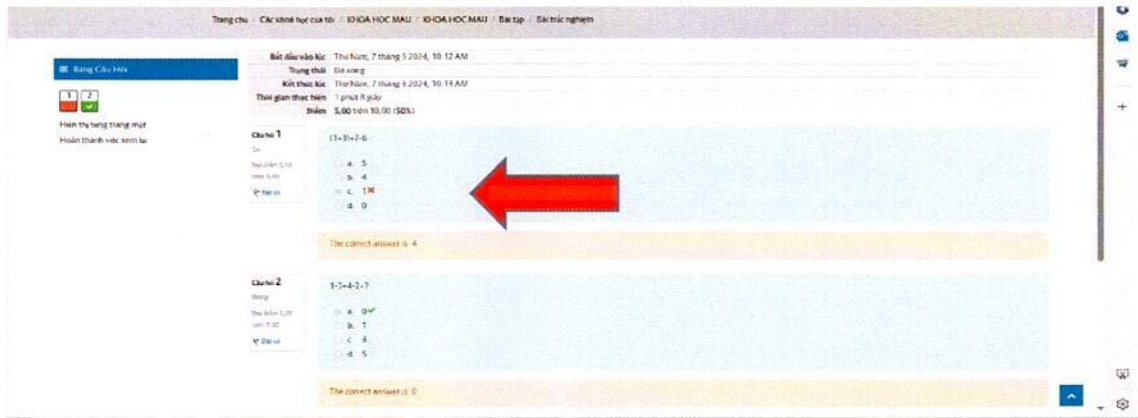 Trang chủ / Các khoá học của tôi / KHOA HOC MAU / KHOA HOC MAU / Bài tập / Bài trắc nghiệm
Bảng Câu Hỏi
1 2
Hiển thị từng trang một
Hoàn thành việc xem lại
Bắt đầu vào lúc Thứ Năm, 7 tháng 3 2024, 10:12 AM
Trạng thái Đã xong
Kết thúc lúc Thứ Năm, 7 tháng 3 2024, 10:13 AM
Thời gian thực hiện 1 phút 8 giây
Điểm 5,00 trên 10,00 (50%)
Câu hỏi 1
Sai
Đặt cờ
a. 5
b. 4
c. 1
d. 0
The correct answer is: 4
Câu hỏi 2
Đúng
Đặt cờ
a. 0
b. 1
c. 3
d. 5
The correct answer is: 0